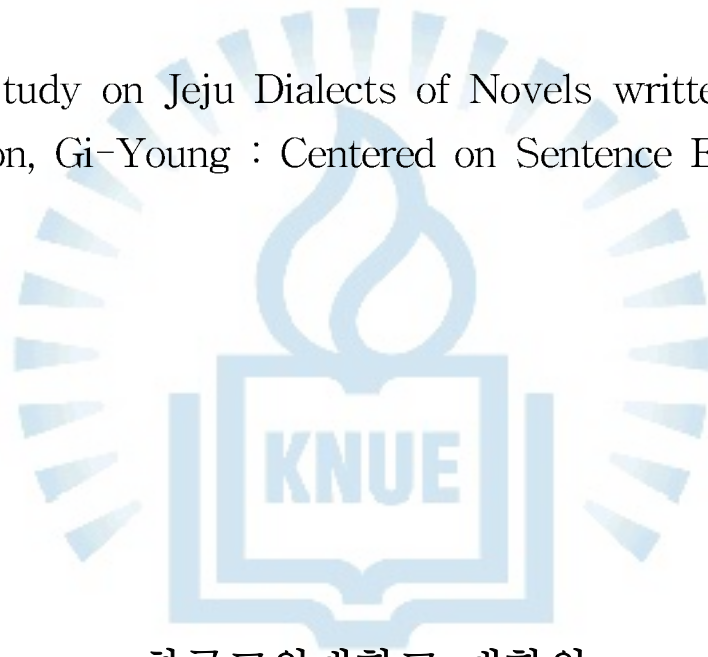 tudy on Jeju Dialects of Novels writte
on, Gi-Young : Centered on Sentence E
KNUE